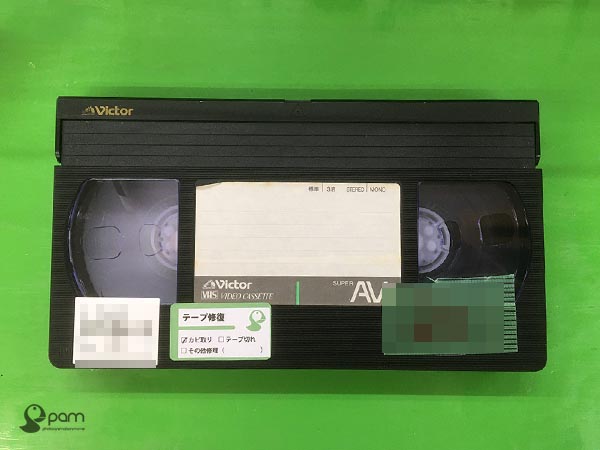 Victor
標準 3倍 STEREO MONO
Victor
VHS VIDEO CASSETTE
SUPER AV
テープ修復
☑カビ取り □テープ切れ
□その他修理( )
pam